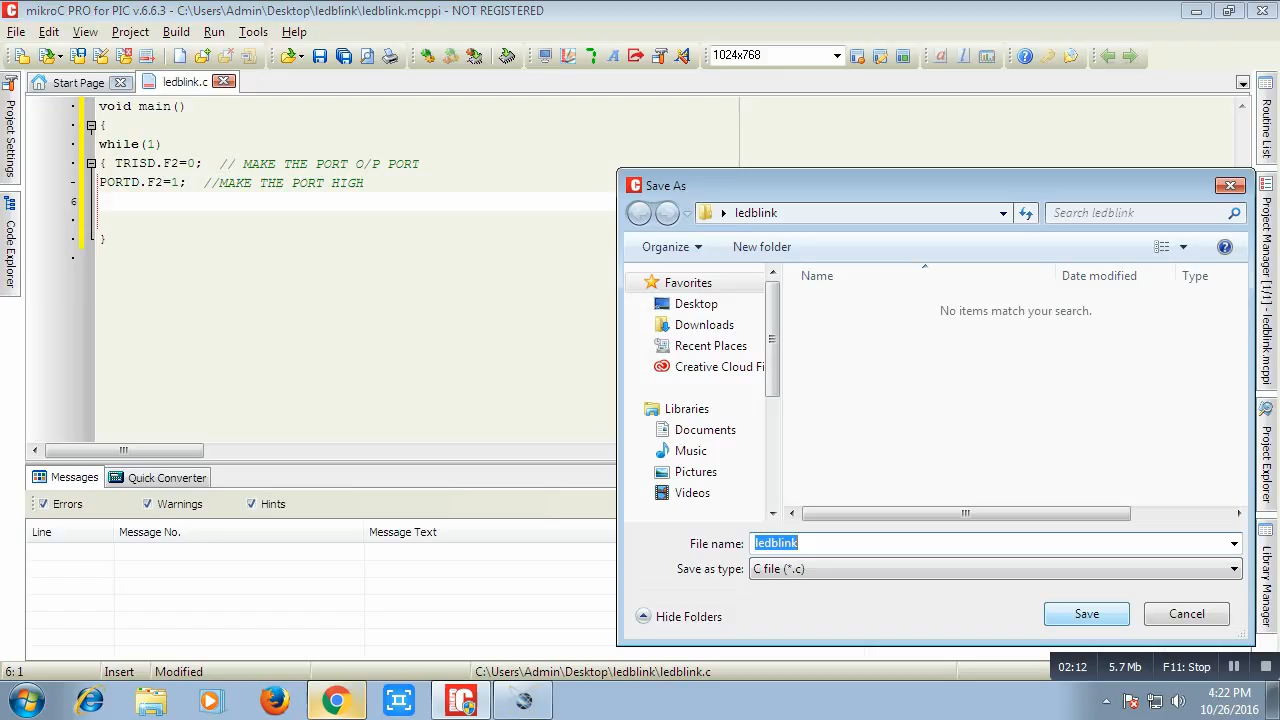 mikroC PRO for PIC v.6.6.3 - C:\Users\Admin\Desktop\ledblink\ledblink.mcppi - NOT REGISTERED
File Edit View Project Build Run Tools Help
1024x768
Start Page ledblink.c
Project Settings
Code Explorer
void main()
{
while(1)
{ TRISD.F2=0; // MAKE THE PORT O/P PORT
PORTD.F2=1; //MAKE THE PORT HIGH
6
}
Save As
ledblink
Search ledblink
Organize New folder
Name Date modified Type
No items match your search.
Favorites
Desktop
Downloads
Recent Places
Creative Cloud Fi
Libraries
Documents
Music
Pictures
Videos
File name: ledblink
Save as type: C file (*.c)
Hide Folders Save Cancel
Routine List
Project Manager [1/1] - ledblink.mcppi
Project Explorer
Library Manager
Messages Quick Converter
Errors Warnings Hints
Line Message No. Message Text
6:1 Insert Modified C:\Users\Admin\Desktop\ledblink\ledblink.c
02:12 5.7 Mb F11: Stop
4:22 PM
10/26/2016